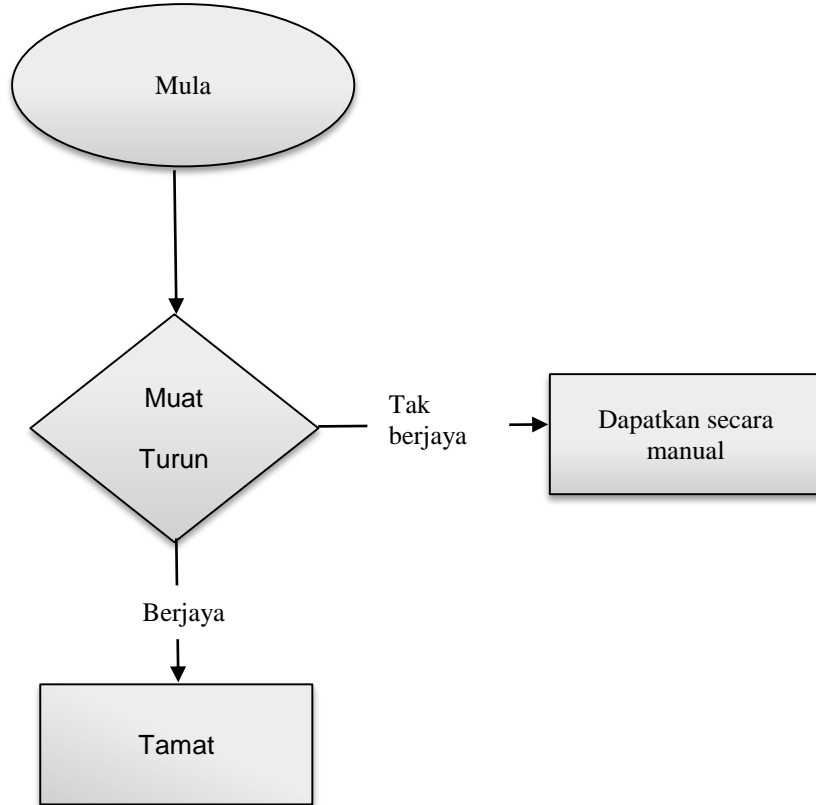 Mula
Muat
Turun
Tak
berjaya
Dapatkan secara
manual
Berjaya
Tamat